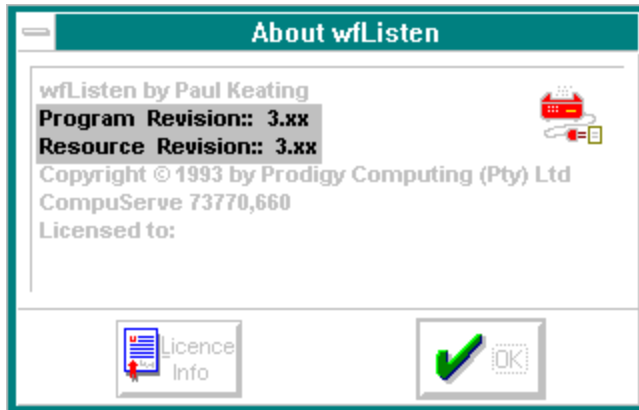 About wfListen
wfListen by Paul Keating
Program Revision:: 3.xx
Resource Revision:: 3.xx
Copyright © 1993 by Prodigy Computing (Pty) Ltd
CompuServe 73770,660
Licensed to:
Licence
Info
OK